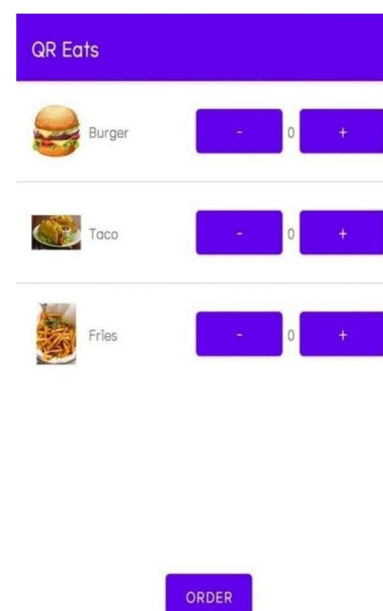 QR Eats
Burger - 0 +
Taco - 0 +
Fries - 0 +
ORDER